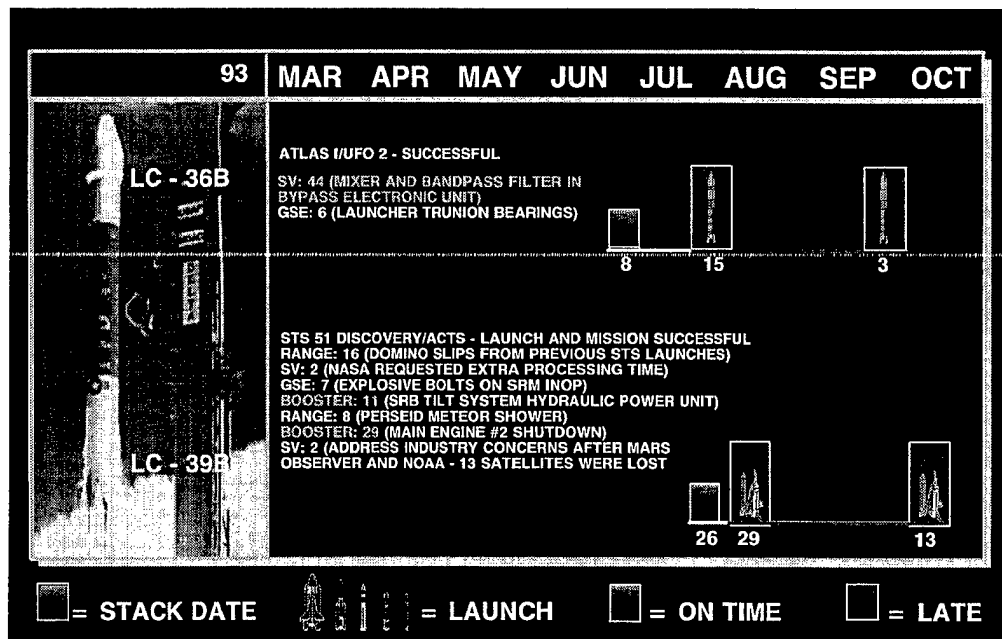 93 MAR APR MAY JUN JUL AUG SEP OCT
LC - 36B
ATLAS I/UFO 2 - SUCCESSFUL
SV: 44 (MIXER AND BANDPASS FILTER IN
BYPASS ELECTRONIC UNIT)
GSE: 6 (LAUNCHER TRUNION BEARINGS)
8 15 3
STS 51 DISCOVERY/ACTS - LAUNCH AND MISSION SUCCESSFUL
RANGE: 16 (DOMINO SLIPS FROM PREVIOUS STS LAUNCHES)
SV: 2 (NASA REQUESTED EXTRA PROCESSING TIME)
GSE: 7 (EXPLOSIVE BOLTS ON SRM INOP)
BOOSTER: 11 (SRB TILT SYSTEM HYDRAULIC POWER UNIT)
RANGE: 8 (PERSEID METEOR SHOWER)
BOOSTER: 29 (MAIN ENGINE #2 SHUTDOWN)
SV: 2 (ADDRESS INDUSTRY CONCERNS AFTER MARS
OBSERVER AND NOAA - 13 SATELLITES WERE LOST
LC - 39B
26 29 13
= STACK DATE = LAUNCH = ON TIME = LATE